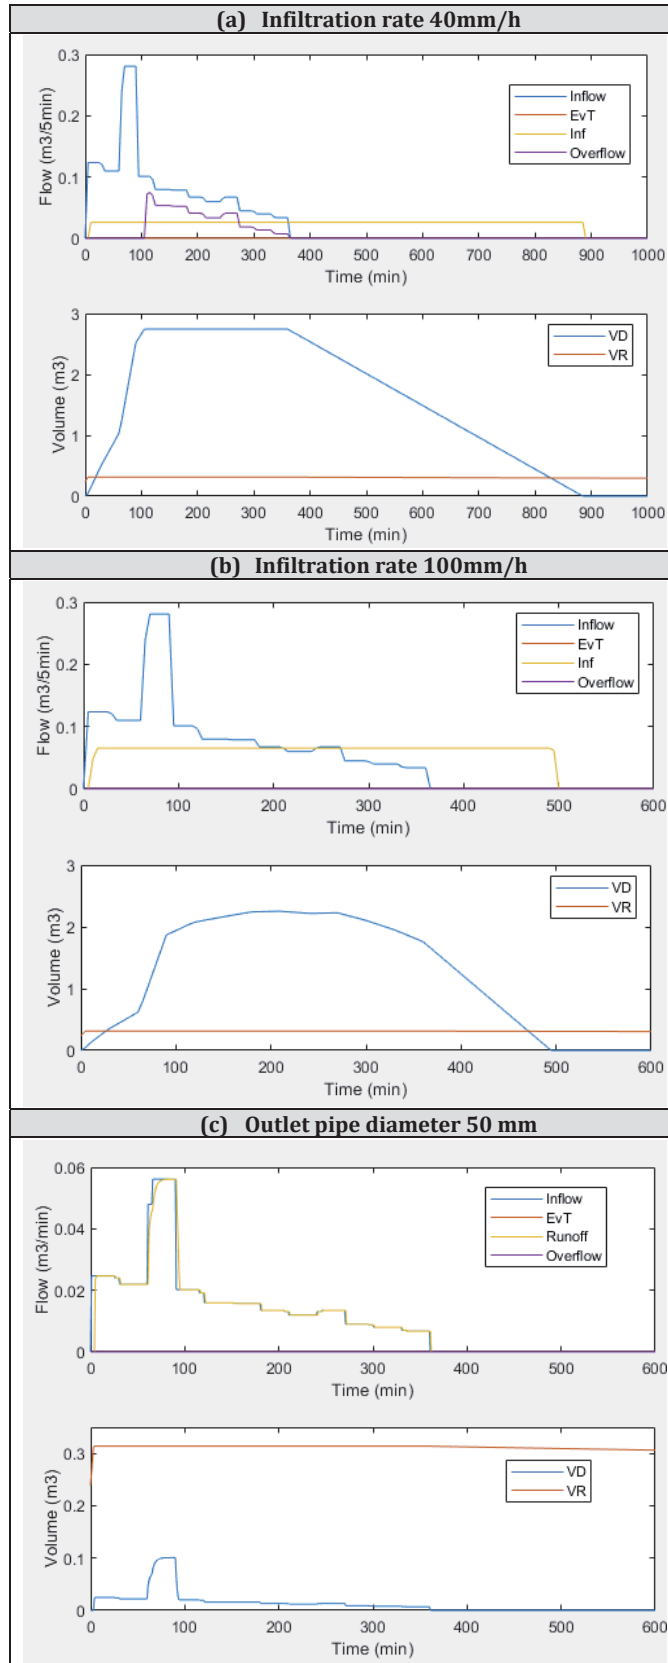 (a) Infiltration rate 40mm/h
0.3
0.2
0.1
0
Flow (m3/5min)
Inflow
EvT
Inf
Overflow
0 100 200 300 400 500 600 700 800 900 1000
Time (min)
3
2
1
0
Volume (m3)
VD
VR
0 100 200 300 400 500 600 700 800 900 1000
Time (min)
(b) Infiltration rate 100mm/h
0.3
0.2
0.1
0
Flow (m3/5min)
Inflow
EvT
Inf
Overflow
0 100 200 300 400 500 600
Time (min)
3
2
1
0
Volume (m3)
VD
VR
0 100 200 300 400 500 600
Time (min)
(c) Outlet pipe diameter 50 mm
0.06
0.04
0.02
0
Flow (m3/min)
Inflow
EvT
Runoff
Overflow
0 100 200 300 400 500 600
Time (min)
0.3
0.2
0.1
0
Volume (m3)
VD
VR
0 100 200 300 400 500 600
Time (min)